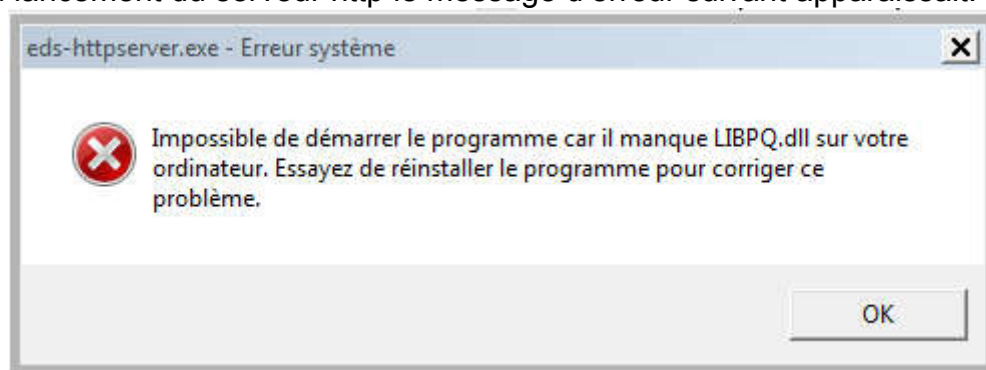 lancement du serveur http le message d'erreur suivant apparaissait:
eds-httpserver.exe - Erreur système
Impossible de démarrer le programme car il manque LIBPQ.dll sur votre
ordinateur. Essayez de réinstaller le programme pour corriger ce
problème.
OK